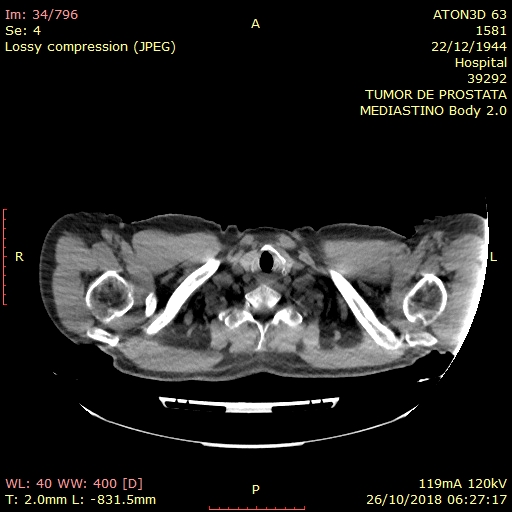 Im: 34/796
Se: 4
Lossy compression (JPEG)
A
ATON3D 63
1581
22/12/1944
Hospital
39292
TUMOR DE PROSTATA
MEDIASTINO Body 2.0
R
L
WL: 40 WW: 400 [D]
T: 2.0mm L: -831.5mm
P
119mA 120kV
26/10/2018 06:27:17